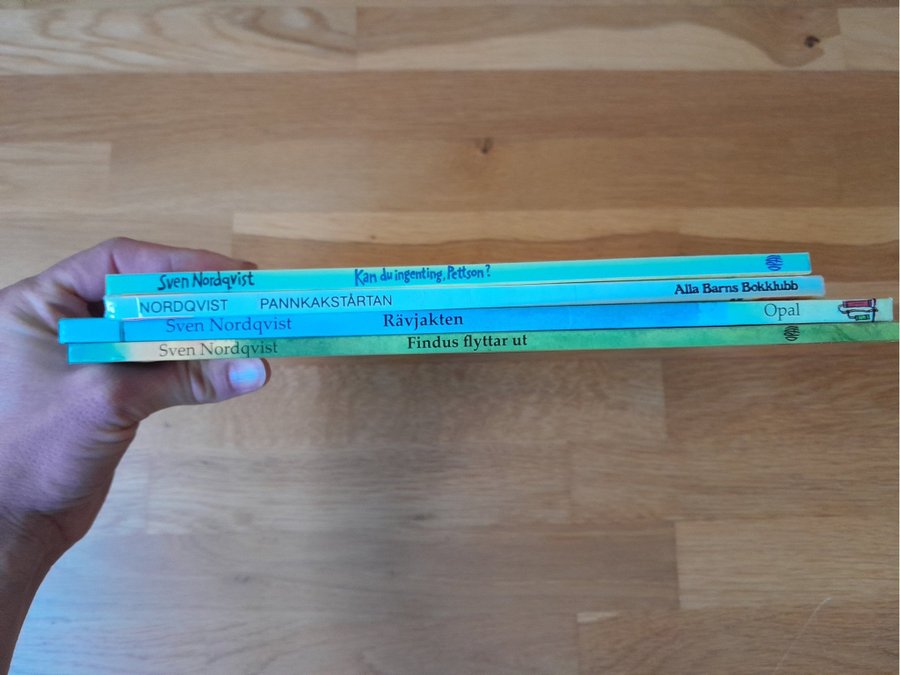 Sven Nordqvist Kan du ingenting, Pettson?
NORDQVIST PANNKAKSTÅRTAN Alla Barns Bokklubb
Sven Nordqvist Rävjakten Opal
Sven Nordqvist Findus flyttar ut